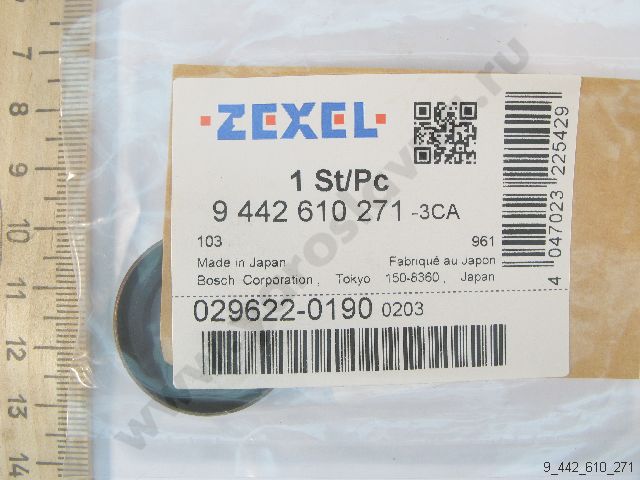 ZEXEL
1 St/Pc
9 442 610 271 -3CA
103 961
Made in Japan Fabriqué au Japon
Bosch Corporation, Tokyo 150-8360, Japan
029622-0190 0203
4 047023 225429
7
8
9
10
11
12
13
14
9_442_610_271